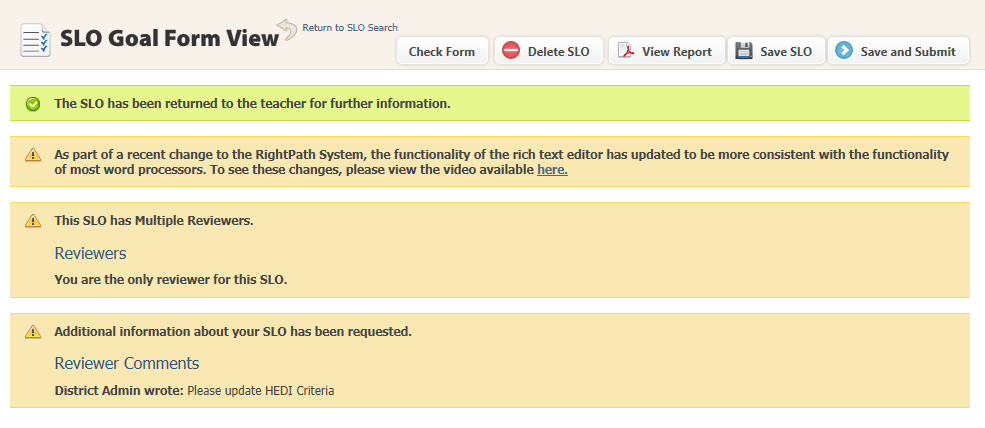 SLO Goal Form View
Return to SLO Search
Check Form
Delete SLO
View Report
Save SLO
Save and Submit
The SLO has been returned to the teacher for further information.
As part of a recent change to the RightPath System, the functionality of the rich text editor has updated to be more consistent with the functionality
of most word processors. To see these changes, please view the video available here.
This SLO has Multiple Reviewers.
Reviewers
You are the only reviewer for this SLO.
Additional information about your SLO has been requested.
Reviewer Comments
District Admin wrote: Please update HEDI Criteria